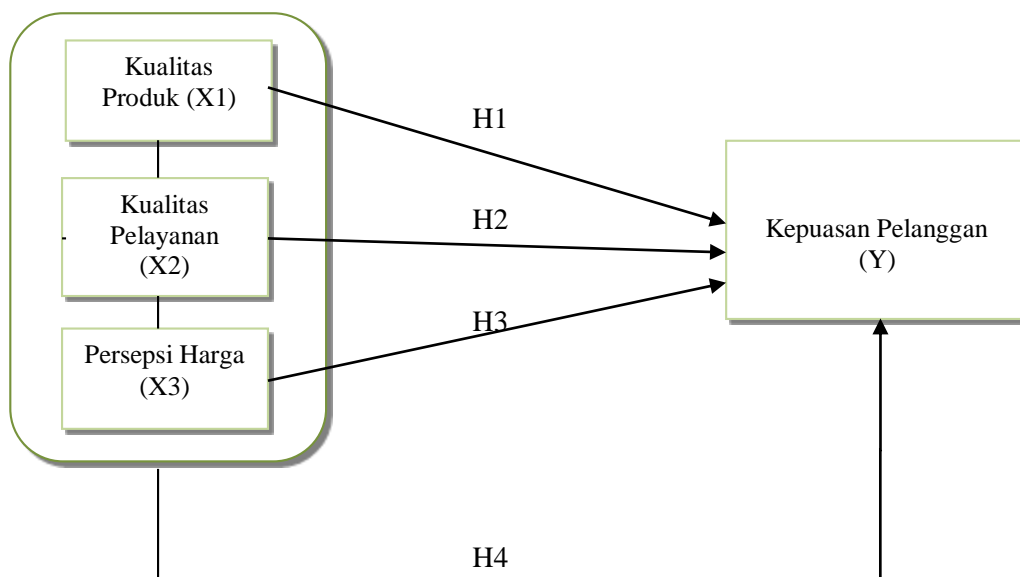 Kualitas
Produk (X1)
H1
Kualitas
Pelayanan
(X2)
H2
Kepuasan Pelanggan
(Y)
Persepsi Harga
(X3)
H3
H4